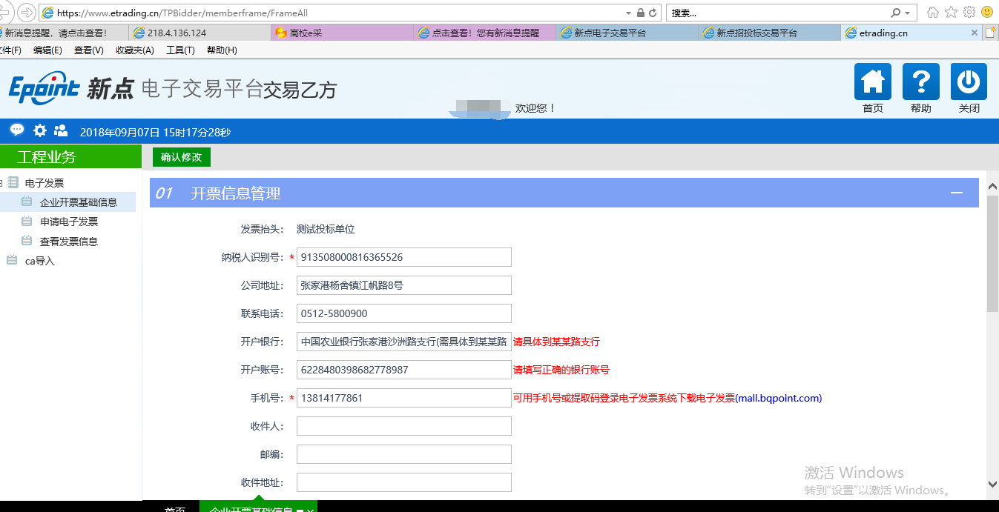 https://www.etrading.cn/TPBidder/memberframe/FrameAll
搜索...
新消息提醒，请点击查看！
218.4.136.124
高校e采
点击查看！您有新消息提醒
新点电子交易平台
新点招投标交易平台
etrading.cn
件(F) 编辑(E) 查看(V) 收藏夹(A) 工具(T) 帮助(H)
Epoint 新点 电子交易平台交易乙方
欢迎您！
首页 帮助 关闭
2018年09月07日 15时17分28秒
工程业务
确认修改
电子发票
企业开票基础信息
申请电子发票
查看发票信息
ca导入
01 开票信息管理
发票抬头： 测试投标单位
纳税人识别号： * 913508000816365526
公司地址： 张家港杨舍镇江帆路8号
联系电话： 0512-5800900
开户银行： 中国农业银行张家港沙洲路支行(需具体到某某路 请具体到某某路支行
开户账号： 6228480398682778987 请填写正确的银行账号
手机号： * 13814177861 可用手机号或提取码登录电子发票系统下载电子发票(mall.bqpoint.com)
收件人：
邮编：
收件地址：
激活 Windows
转到"设置"以激活 Windows。
首页 企业开票基础信息